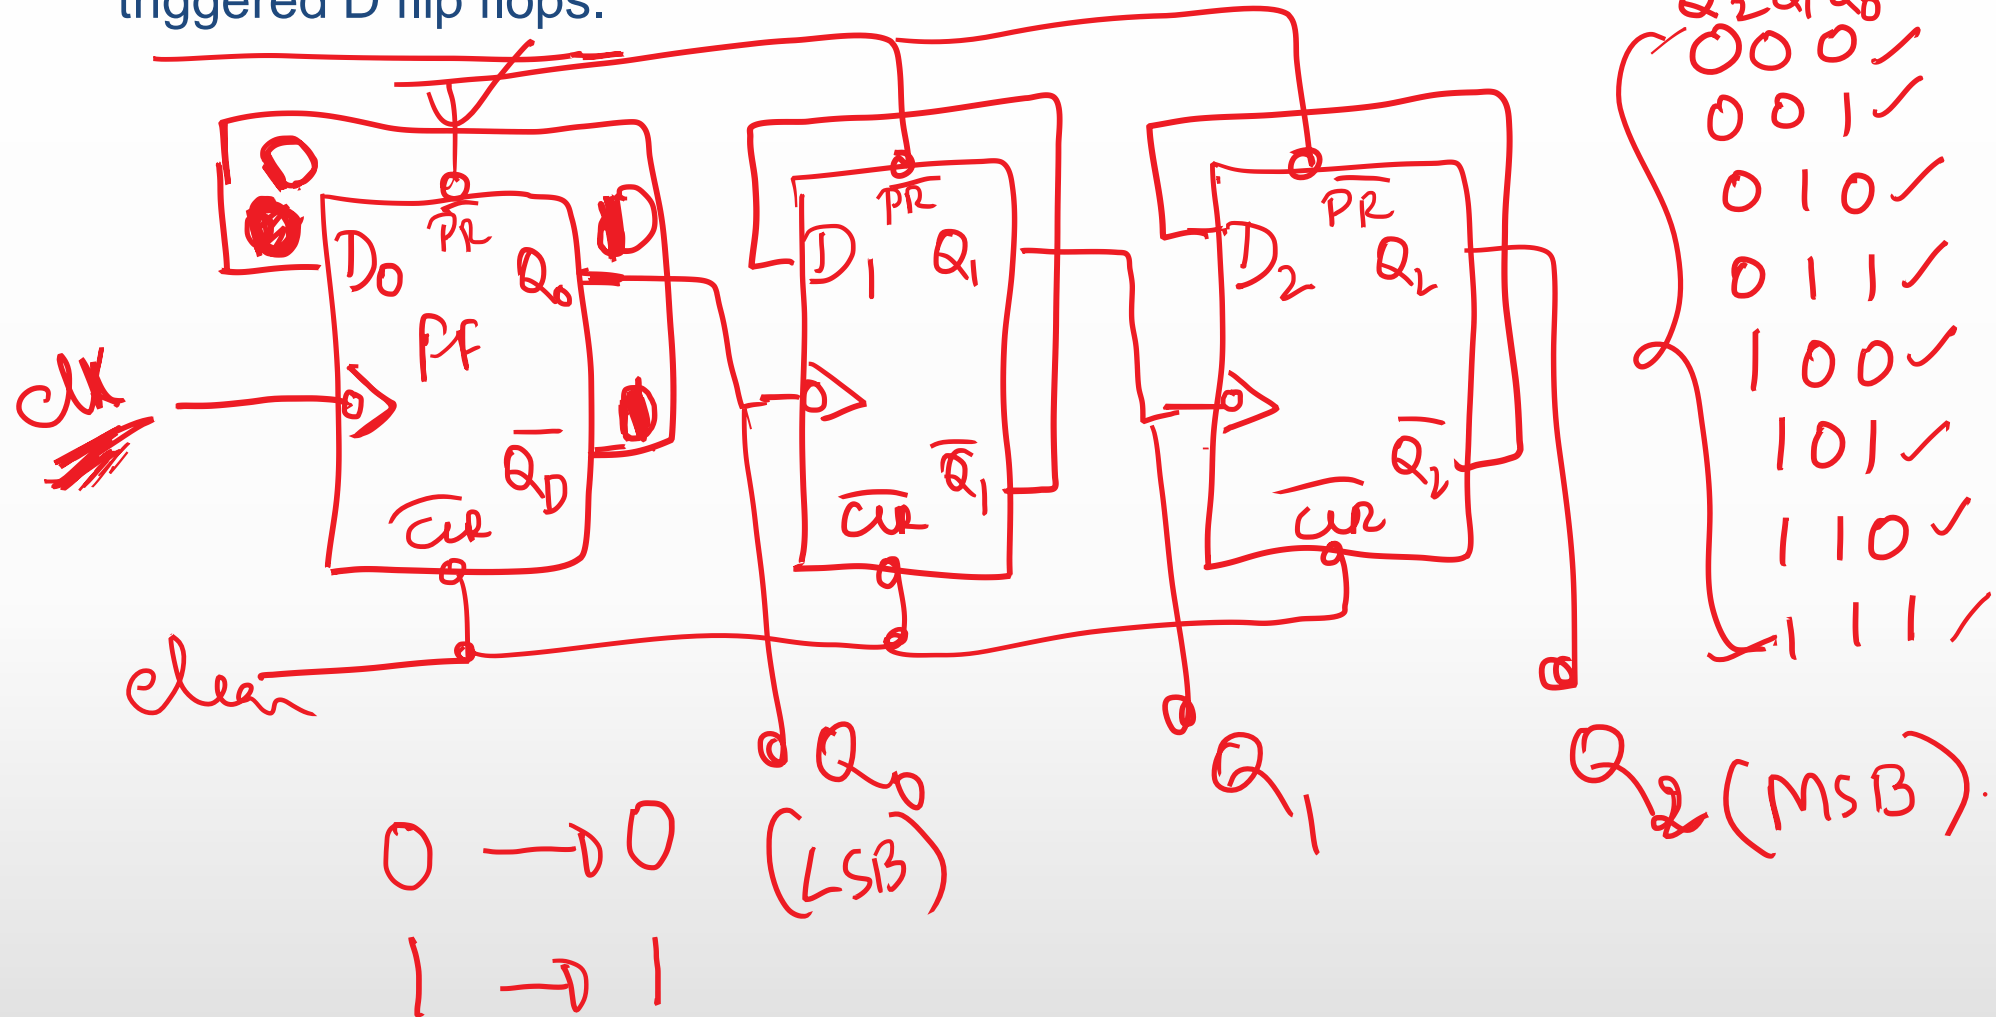 triggered D flip flops.
Q2 Q1 Q0
0 0 0 ✓
0 0 1 ✓
0 1 0 ✓
0 1 1 ✓
1 0 0 ✓
1 0 1 ✓
1 1 0 ✓
1 1 1 ✓
0
PR
D0
Q0
Q̅0
CLR
clk
PR
D1
Q1
Q̅1
CLR
PR
D2
Q2
Q̅2
CLR
clear
Q0
(LSB)
Q1
Q2 (MSB).
0 → 0
1 → 1